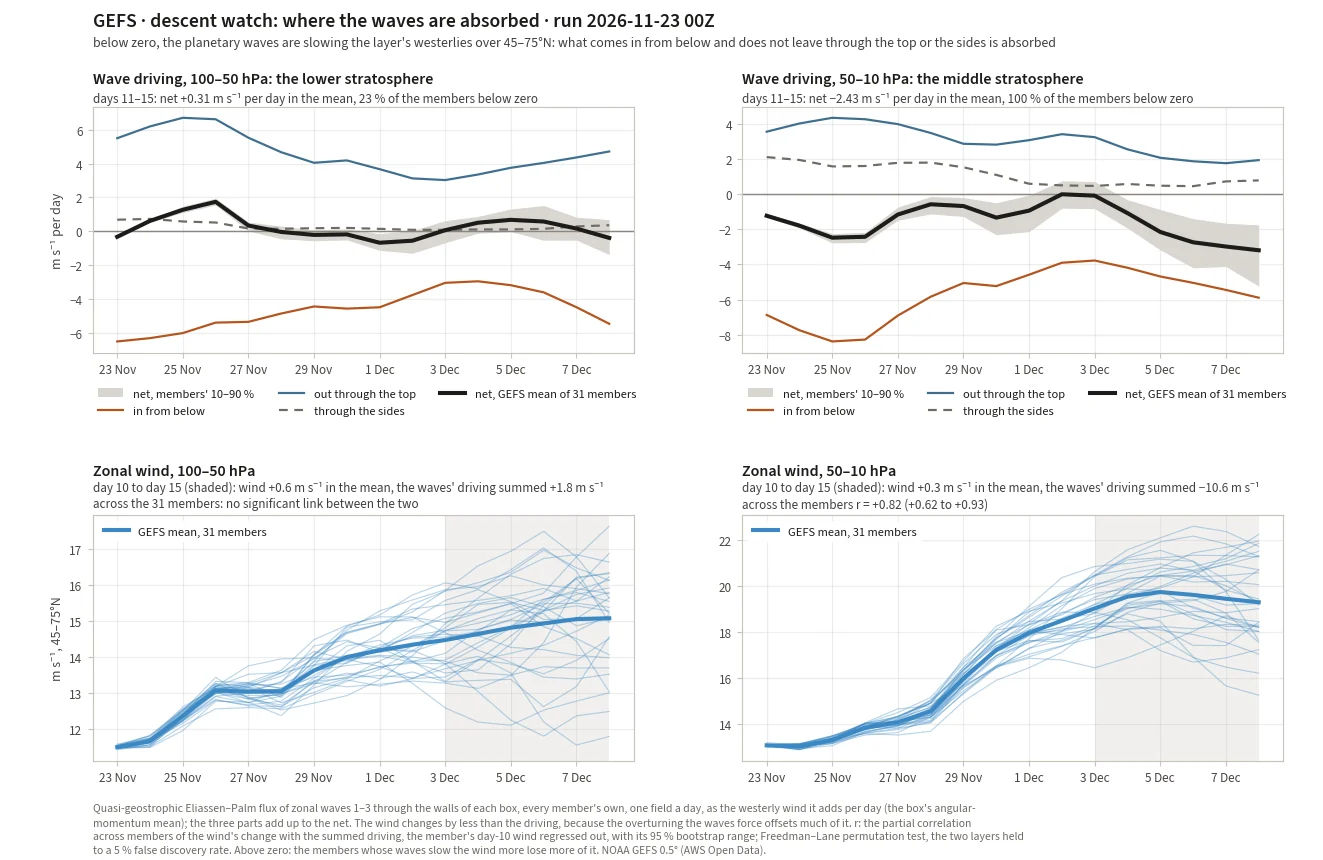 GEFS · descent watch: where the waves are absorbed · run 2026-11-23 00Z
below zero, the planetary waves are slowing the layer's westerlies over 45–75°N: what comes in from below and does not leave through the top or the sides is absorbed
Wave driving, 100–50 hPa: the lower stratosphere
days 11–15: net +0.31 m s⁻¹ per day in the mean, 23 % of the members below zero
m s⁻¹ per day
6
4
2
0
−2
−4
−6
23 Nov
25 Nov
27 Nov
29 Nov
1 Dec
3 Dec
5 Dec
7 Dec
net, members' 10–90 %
out through the top
net, GEFS mean of 31 members
in from below
through the sides
Wave driving, 50–10 hPa: the middle stratosphere
days 11–15: net −2.43 m s⁻¹ per day in the mean, 100 % of the members below zero
4
2
0
−2
−4
−6
−8
23 Nov
25 Nov
27 Nov
29 Nov
1 Dec
3 Dec
5 Dec
7 Dec
net, members' 10–90 %
out through the top
net, GEFS mean of 31 members
in from below
through the sides
Zonal wind, 100–50 hPa
day 10 to day 15 (shaded): wind +0.6 m s⁻¹ in the mean, the waves' driving summed +1.8 m s⁻¹
across the 31 members: no significant link between the two
GEFS mean, 31 members
m s⁻¹, 45–75°N
17
16
15
14
13
12
23 Nov
25 Nov
27 Nov
29 Nov
1 Dec
3 Dec
5 Dec
7 Dec
Zonal wind, 50–10 hPa
day 10 to day 15 (shaded): wind +0.3 m s⁻¹ in the mean, the waves' driving summed −10.6 m s⁻¹
across the members r = +0.82 (+0.62 to +0.93)
GEFS mean, 31 members
22
20
18
16
14
23 Nov
25 Nov
27 Nov
29 Nov
1 Dec
3 Dec
5 Dec
7 Dec
Quasi-geostrophic Eliassen–Palm flux of zonal waves 1–3 through the walls of each box, every member's own, one field a day, as the westerly wind it adds per day (the box's angular-
momentum mean); the three parts add up to the net. The wind changes by less than the driving, because the overturning the waves force offsets much of it. r: the partial correlation
across members of the wind's change with the summed driving, the member's day-10 wind regressed out, with its 95 % bootstrap range; Freedman–Lane permutation test, the two layers held
to a 5 % false discovery rate. Above zero: the members whose waves slow the wind more lose more of it. NOAA GEFS 0.5° (AWS Open Data).